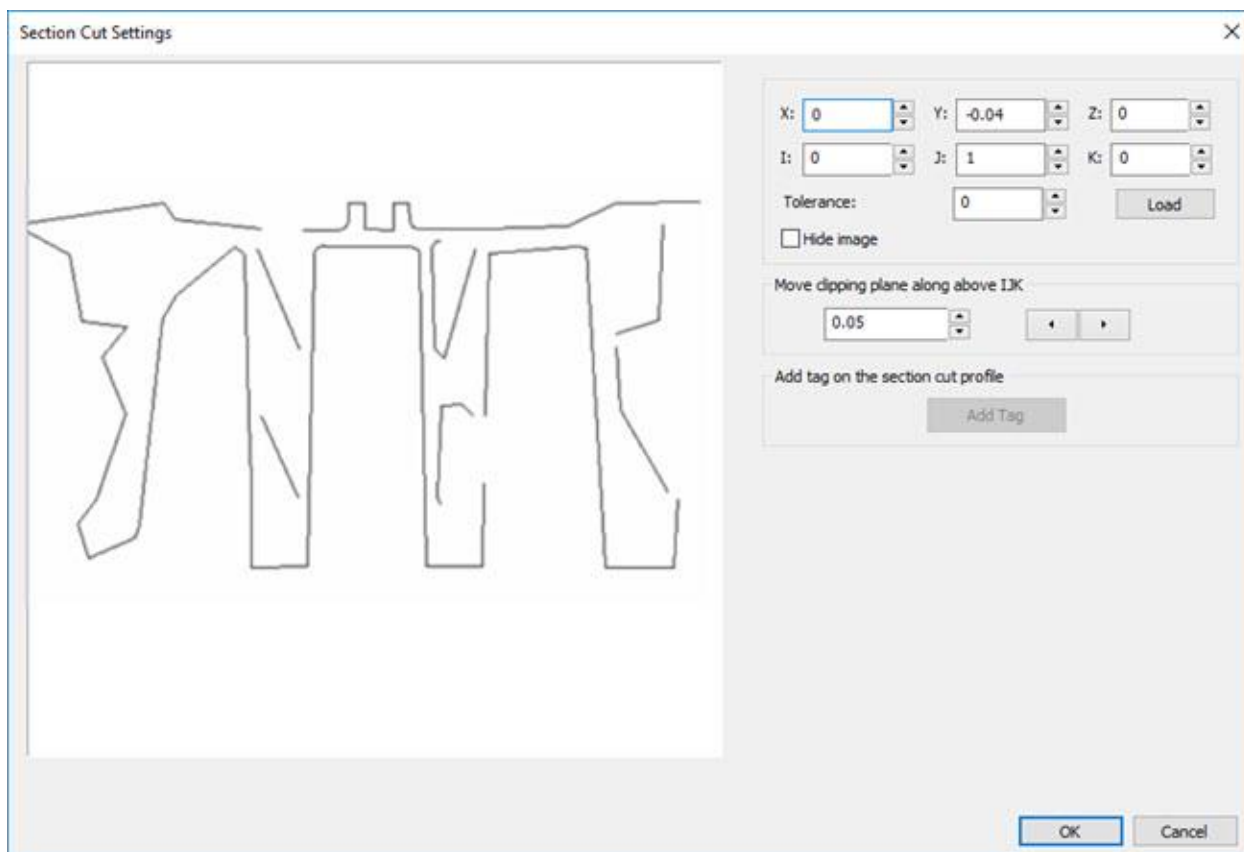 Section Cut Settings
X: 0 Y: -0.04 Z: 0
I: 0 J: 1 K: 0
Tolerance: 0 Load
Hide image
Move clipping plane along above IJK
0.05
Add tag on the section cut profile
Add Tag
OK Cancel